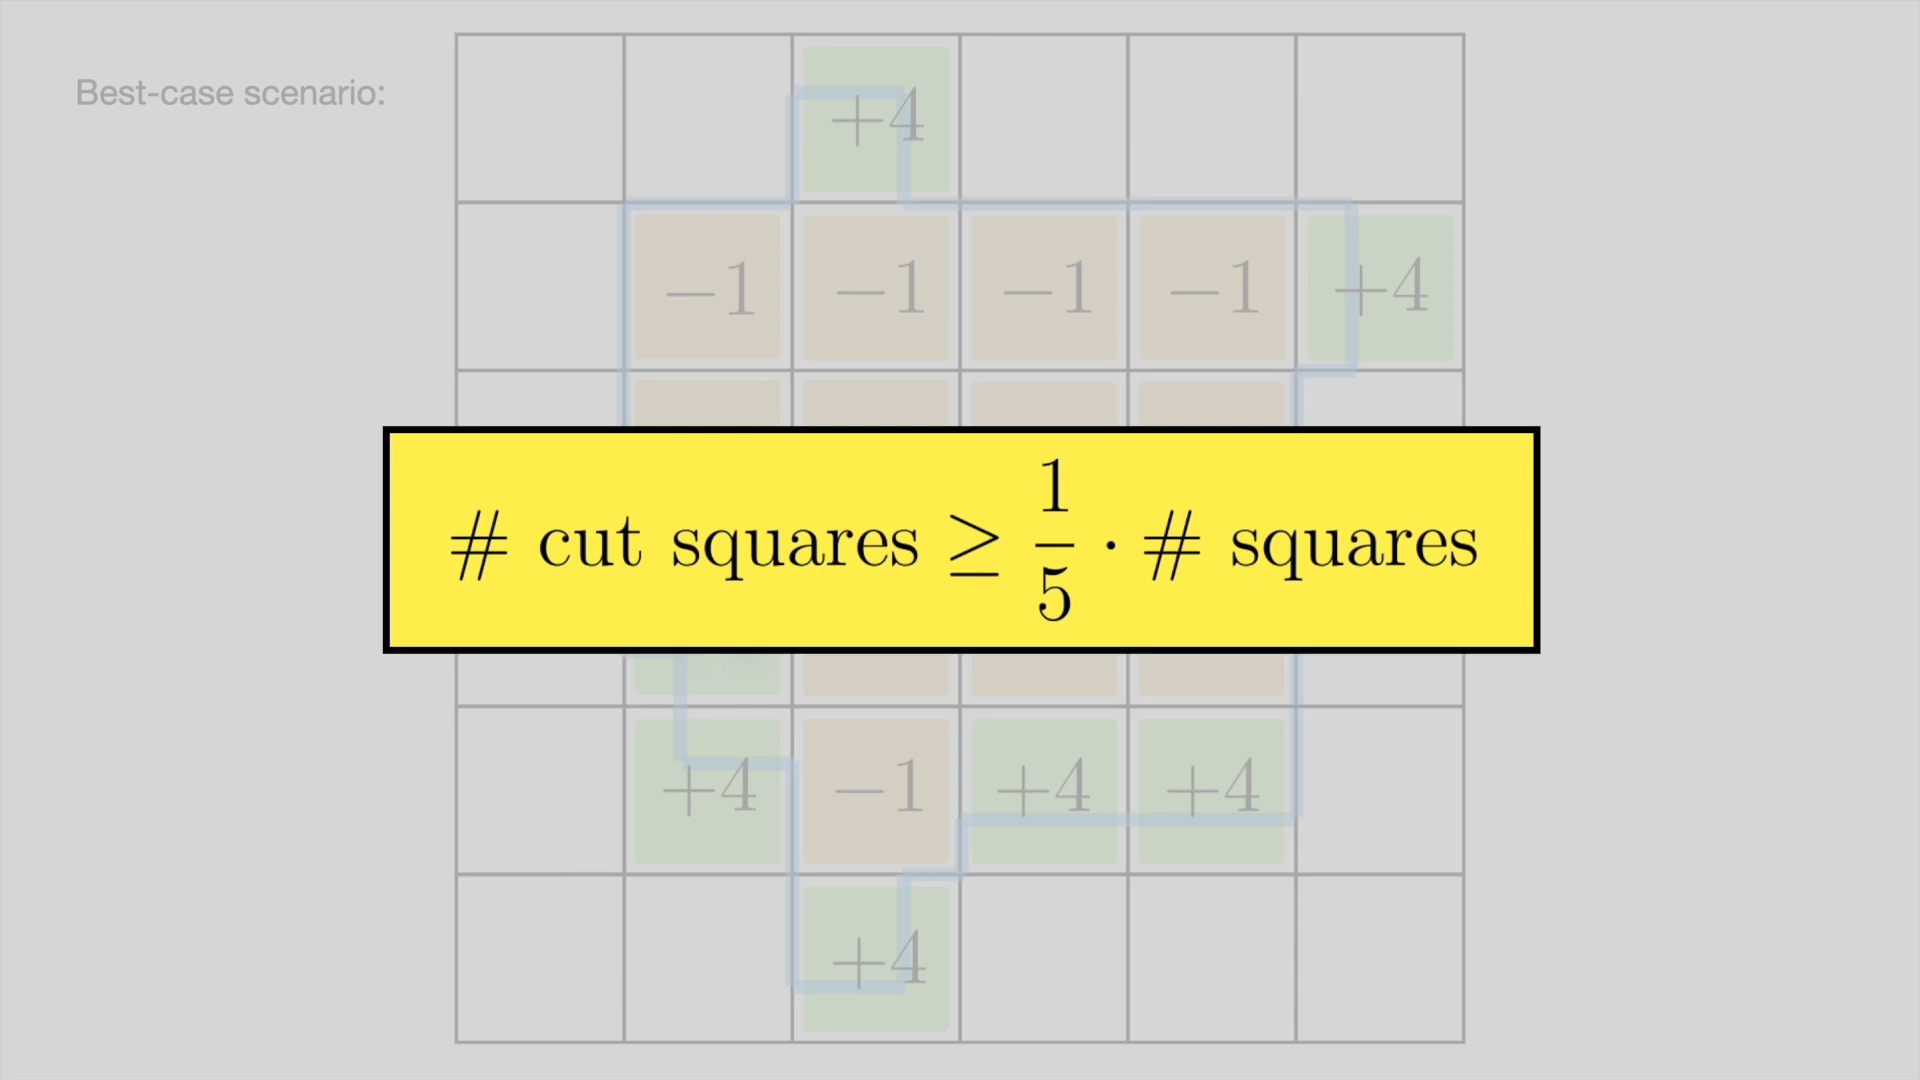 Best-case scenario:
+4
−1 −1 −1 −1 +4
# cut squares ≥ 1/5 · # squares
+4 −1 +4 +4
+4